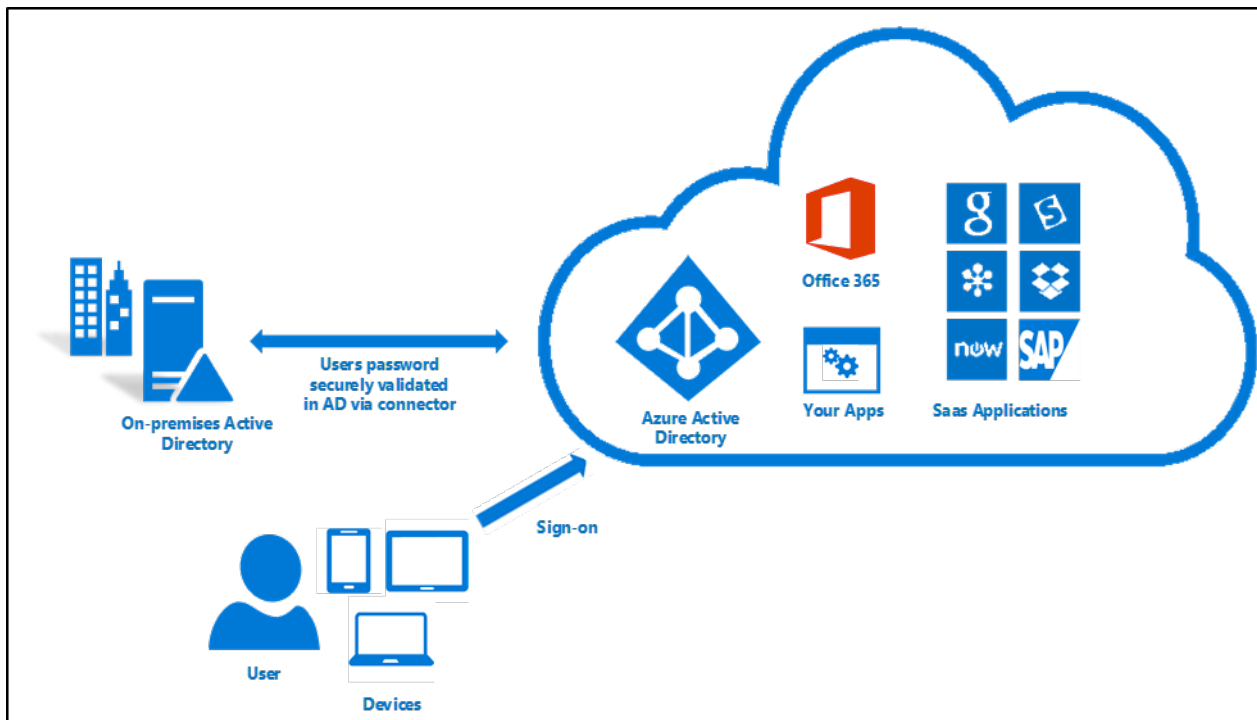 Office 365
Users password
securely validated
in AD via connector
On-premises Active
Directory
Azure Active
Directory
Your Apps
g
S
now
SAP
Saas Applications
Sign-on
User
Devices